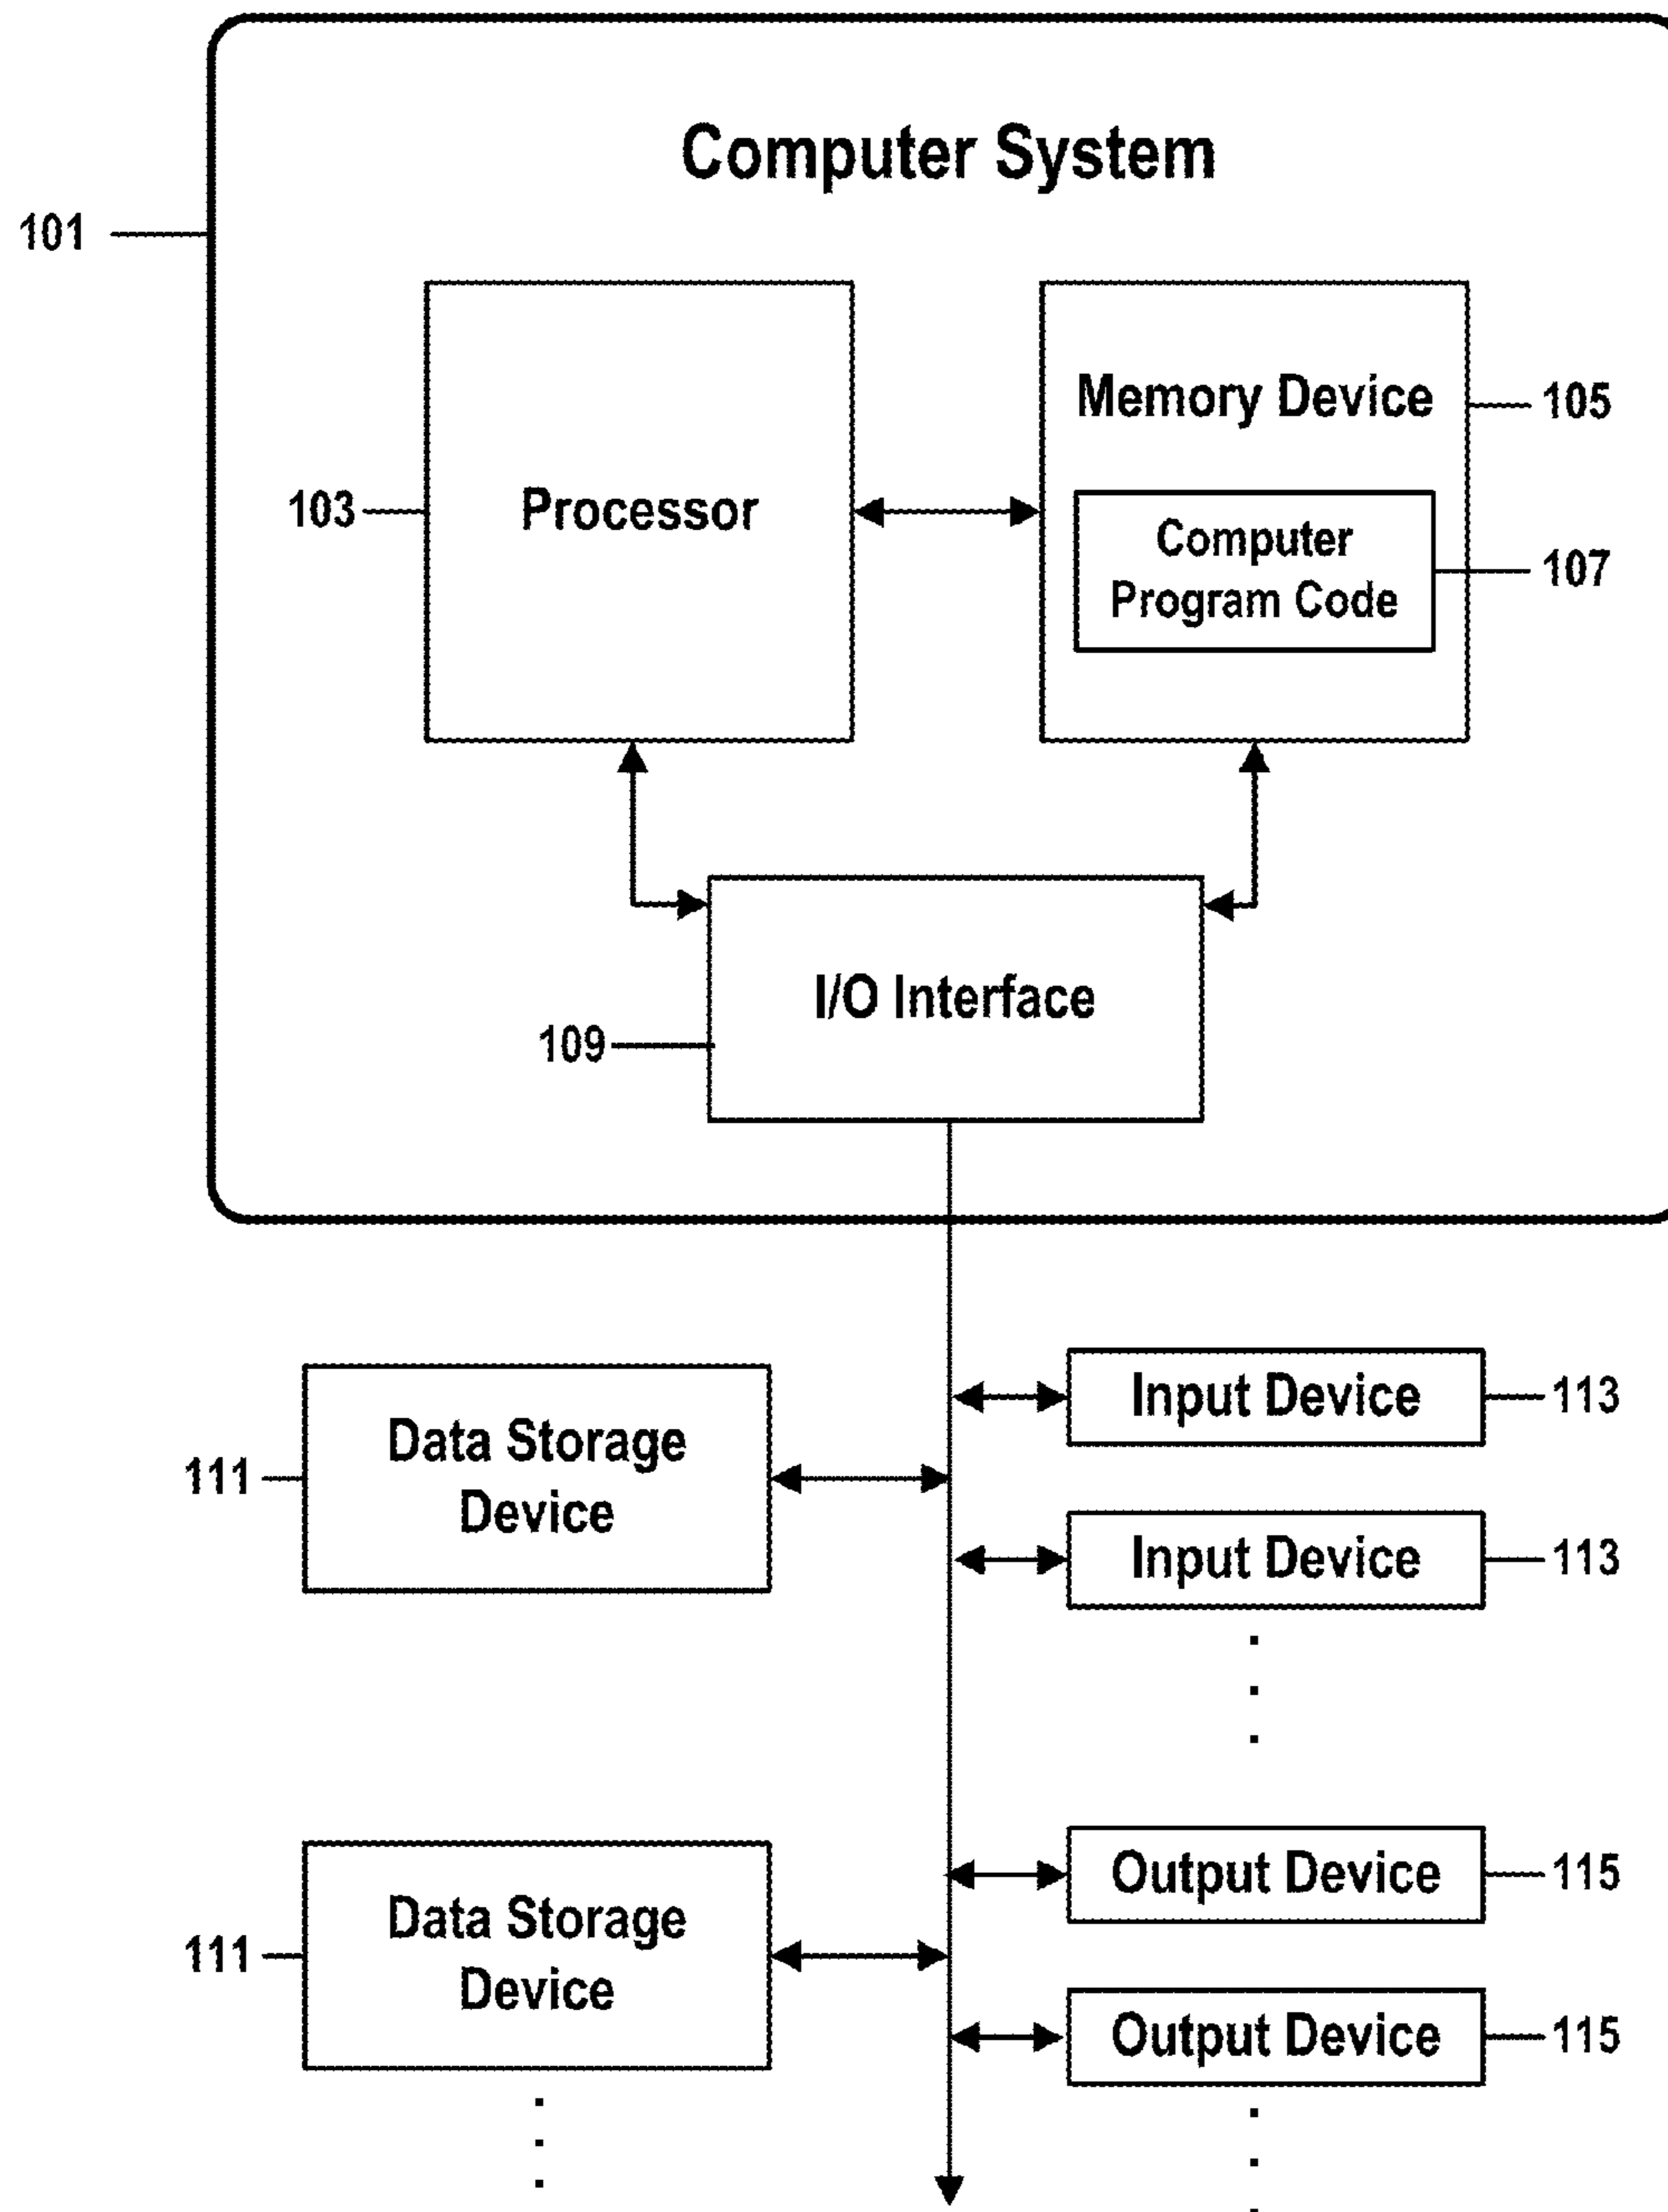 Computer System
101
Processor
103
Memory Device
105
Computer
Program Code
107
I/O Interface
109
Data Storage
Device
111
Input Device
113
Input Device
113
Data Storage
Device
111
Output Device
115
Output Device
115